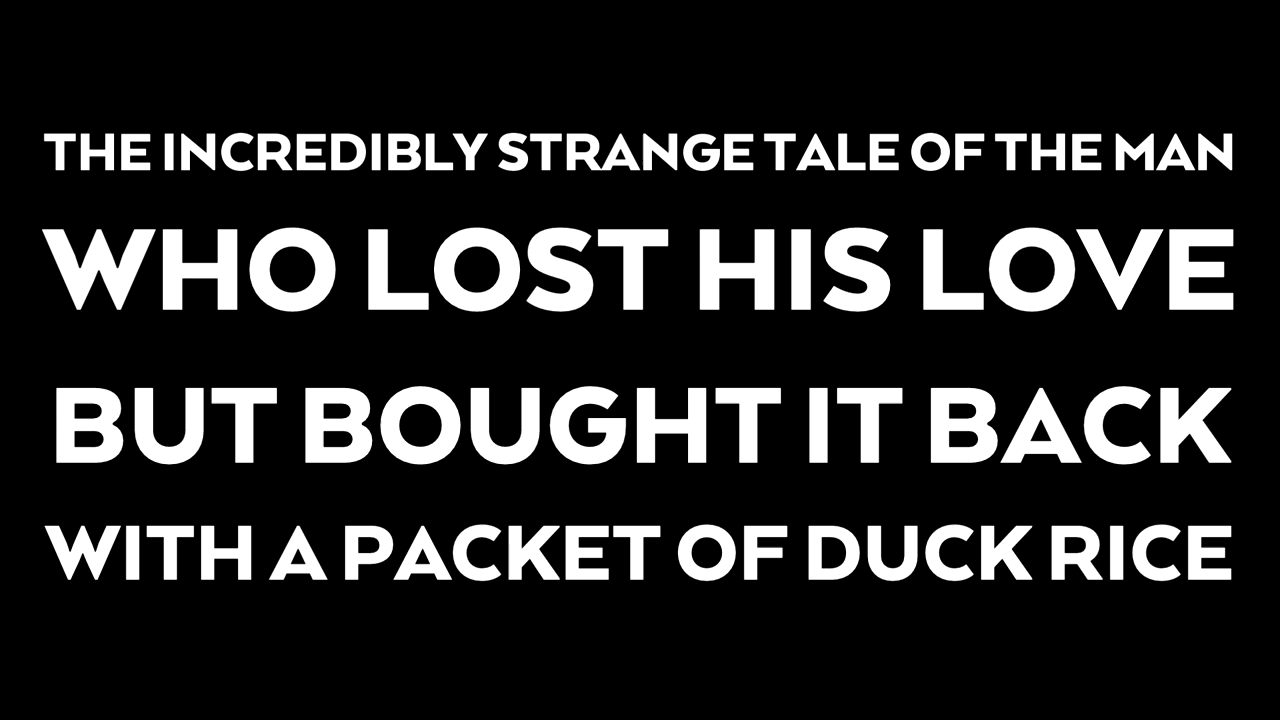 THE INCREDIBLY STRANGE TALE OF THE MAN
WHO LOST HIS LOVE
BUT BOUGHT IT BACK
WITH A PACKET OF DUCK RICE